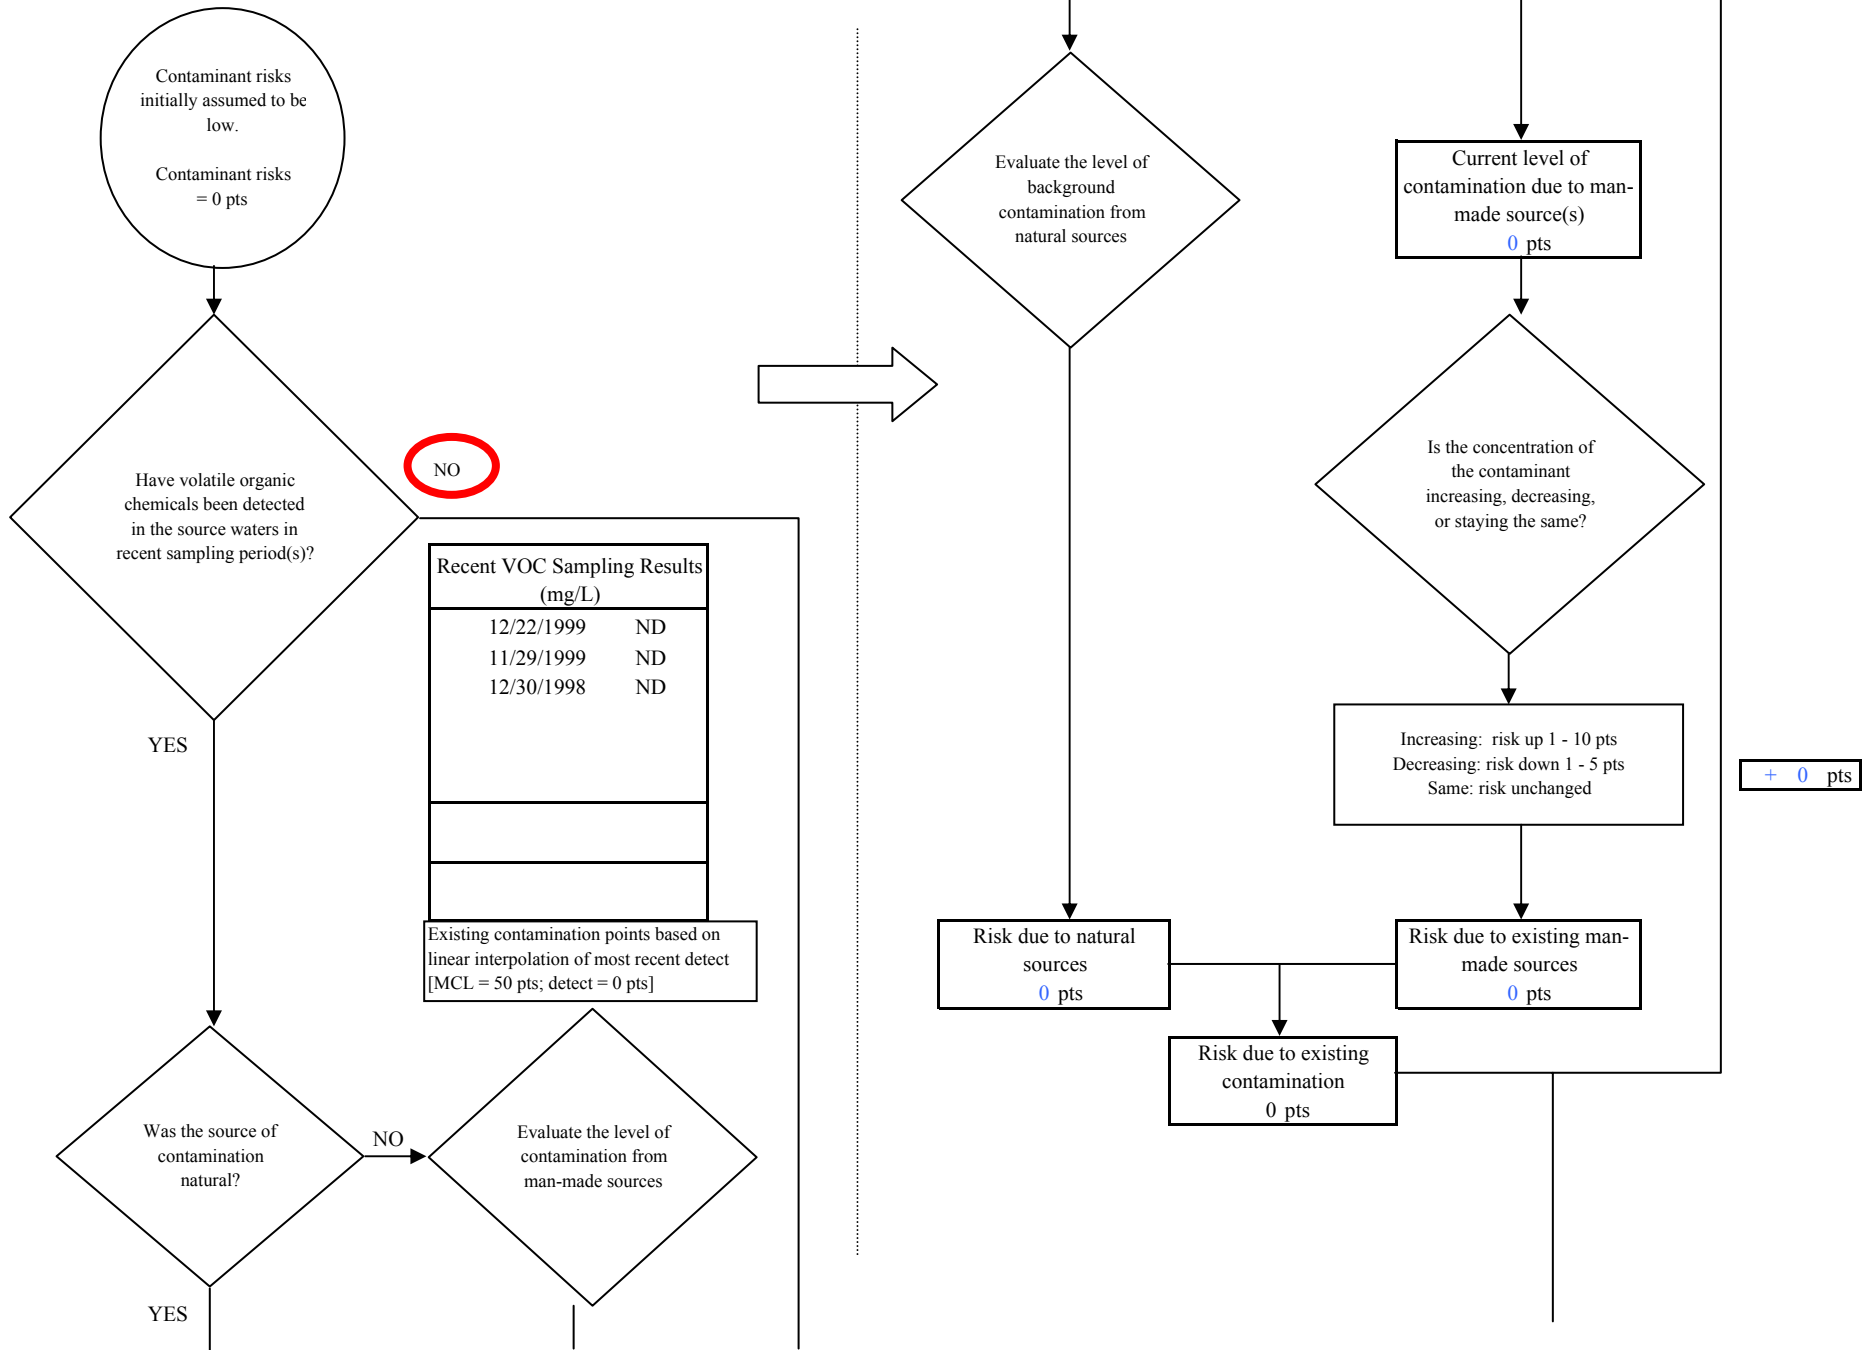 Contaminant risks
initially assumed to be
low.
Contaminant risks
= 0 pts
Have volatile organic
chemicals been detected
in the source waters in
recent sampling period(s)?
NO
YES
Recent VOC Sampling Results
(mg/L)
12/22/1999 ND
11/29/1999 ND
12/30/1998 ND
Existing contamination points based on
linear interpolation of most recent detect
[MCL = 50 pts; detect = 0 pts]
Was the source of
contamination
natural?
NO
YES
Evaluate the level of
contamination from
man-made sources
Evaluate the level of
background
contamination from
natural sources
Current level of
contamination due to man-
made source(s)
0 pts
Is the concentration of
the contaminant
increasing, decreasing,
or staying the same?
Increasing: risk up 1 - 10 pts
Decreasing: risk down 1 - 5 pts
Same: risk unchanged
+ 0 pts
Risk due to natural
sources
0 pts
Risk due to existing man-
made sources
0 pts
Risk due to existing
contamination
0 pts